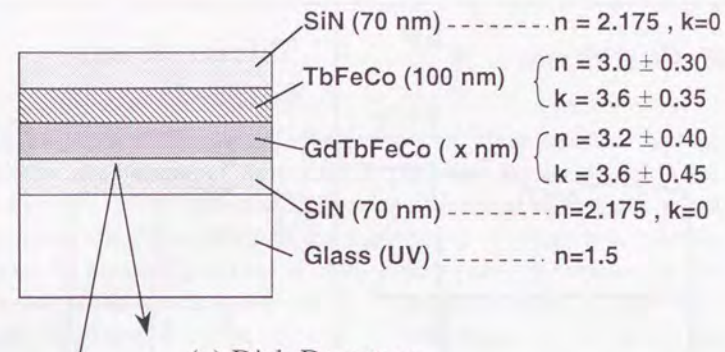 SiN (70 nm) -------- n = 2.175 , k=0
TbFeCo (100 nm) { n = 3.0 ± 0.30
k = 3.6 ± 0.35
GdTbFeCo ( x nm) { n = 3.2 ± 0.40
k = 3.6 ± 0.45
SiN (70 nm) -------- n=2.175 , k=0
Glass (UV) ------- n=1.5